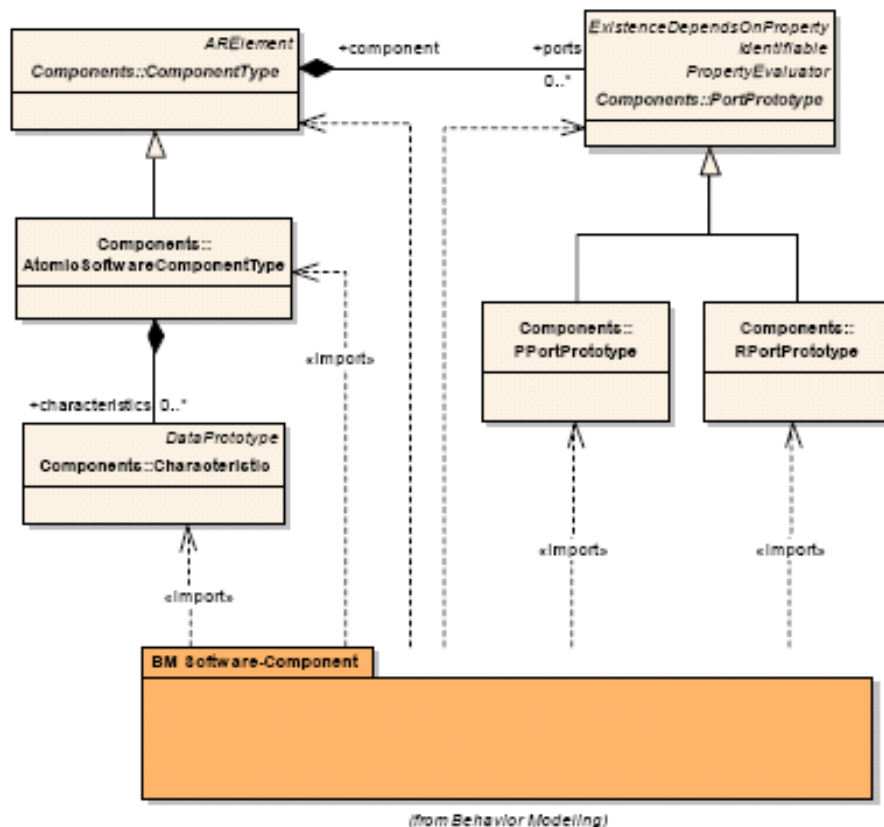 ARElement
Components::ComponentType
+component
+ports
0..*
ExistenceDependsOnProperty
Identifiable
PropertyEvaluator
Components::PortPrototype
Components::
AtomicSoftwareComponentType
Components::
PPortPrototype
Components::
RPortPrototype
«import»
+characteristics 0..*
DataPrototype
Components::Characteristic
«import»
«import»
«import»
BM Software-Component
(from Behavior Modeling)